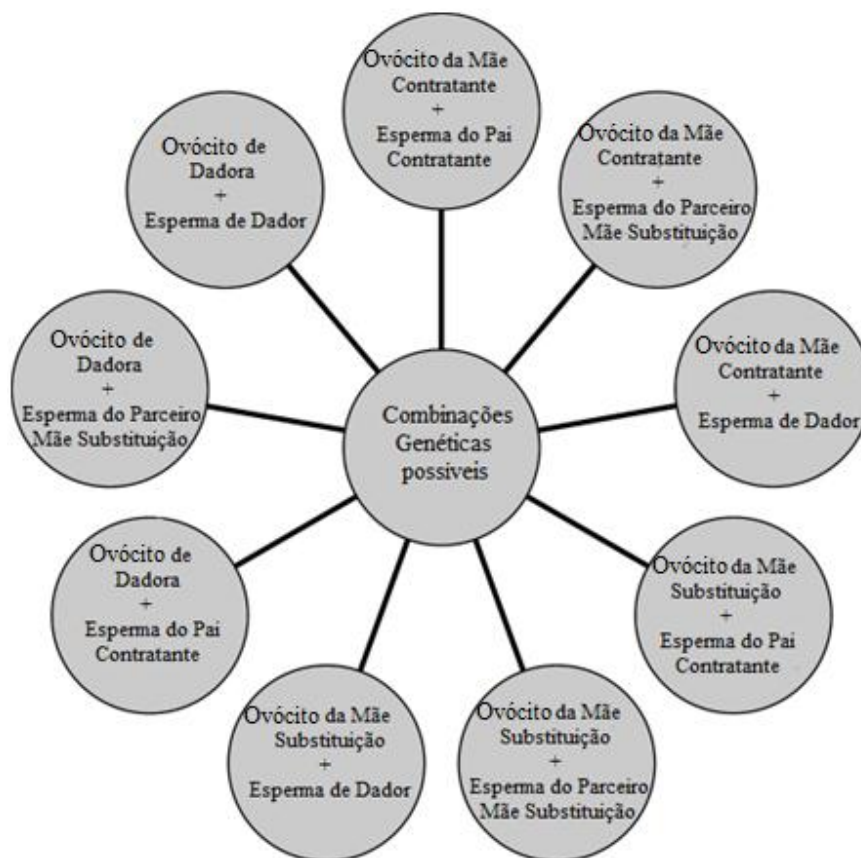 Ovócito da Mãe
Contratante
+
Esperma do Pai
Contratante
Ovócito da Mãe
Contratante
+
Esperma do Parceiro
Mãe Substituição
Ovócito da Mãe
Contratante
+
Esperma de Dador
Ovócito da Mãe
Substituição
+
Esperma do Pai
Contratante
Ovócito da Mãe
Substituição
+
Esperma do Parceiro
Mãe Substituição
Ovócito da Mãe
Substituição
+
Esperma de Dador
Ovócito de
Dadora
+
Esperma do Pai
Contratante
Ovócito de
Dadora
+
Esperma do Parceiro
Mãe Substituição
Ovócito de
Dadora
+
Esperma de Dador
Combinações
Genéticas
possiveis